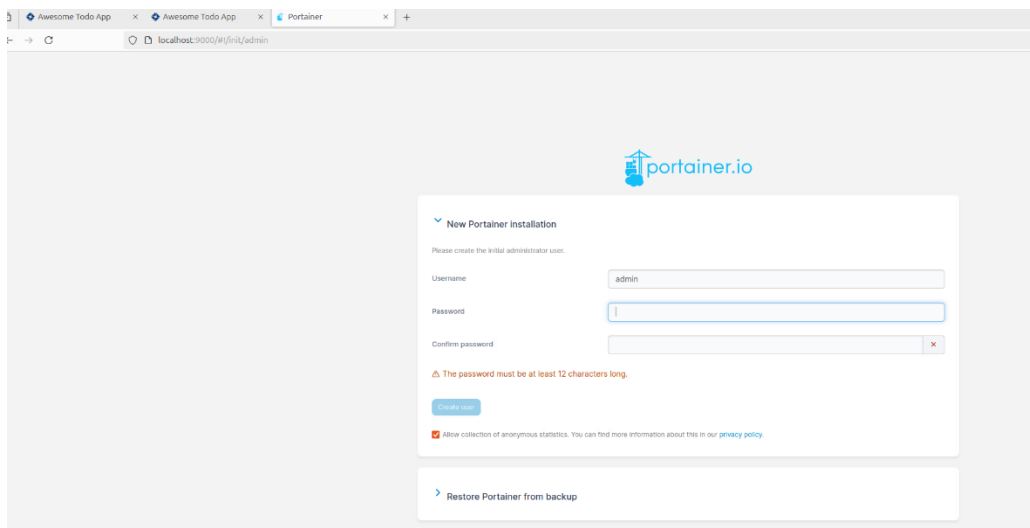 Awesome Todo App × Awesome Todo App × Portainer × +
localhost:9000/#!/init/admin
portainer.io
New Portainer installation
Please create the initial administrator user.
Username admin
Password
Confirm password ×
The password must be at least 12 characters long.
Create user
Allow collection of anonymous statistics. You can find more information about this in our privacy policy.
Restore Portainer from backup